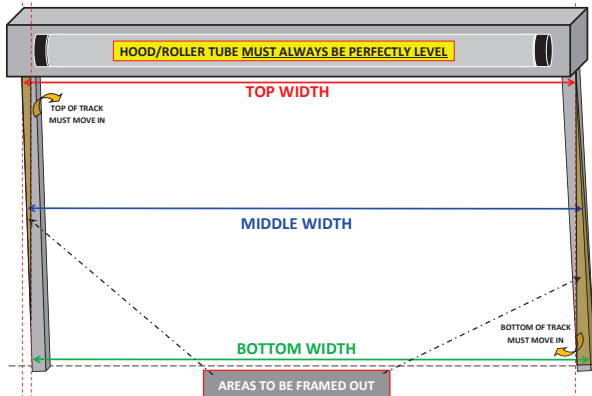 HOOD/ROLLER TUBE MUST ALWAYS BE PERFECTLY LEVEL
TOP WIDTH
TOP OF TRACK
MUST MOVE IN
MIDDLE WIDTH
BOTTOM OF TRACK
MUST MOVE IN
BOTTOM WIDTH
AREAS TO BE FRAMED OUT